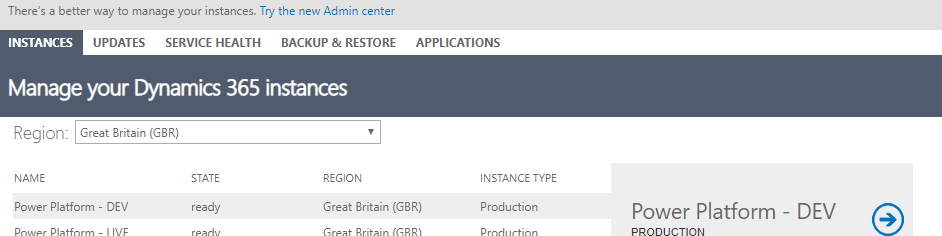 There's a better way to manage your instances. Try the new Admin center
INSTANCES UPDATES SERVICE HEALTH BACKUP & RESTORE APPLICATIONS
Manage your Dynamics 365 instances
Region: Great Britain (GBR)
NAME STATE REGION INSTANCE TYPE
Power Platform - DEV ready Great Britain (GBR) Production
Power Platform - DEV
Power Platform - LIVE ready Great Britain (GBR) Production
PRODUCTION